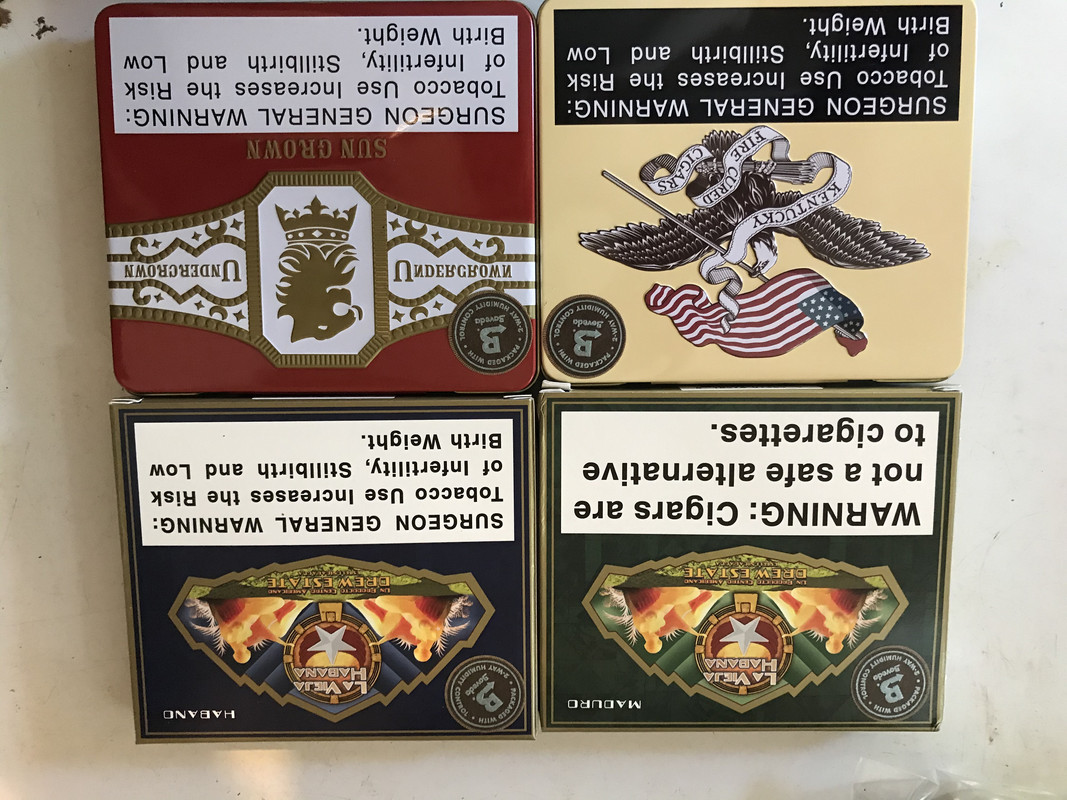 MADURO
PACKAGED WITH
B
Boveda
2-WAY HUMIDITY CONTROL
LA VIEJA
HABANA
DREW ESTATE
WARNING: Cigars are
not a safe alternative
to cigarettes.
HABANO
PACKAGED WITH
B
Boveda
2-WAY HUMIDITY CONTROL
LA VIEJA
HABANA
DREW ESTATE
SURGEON GENERAL WARNING:
Tobacco Use Increases the Risk
of Infertility, Stillbirth and Low
Birth Weight.
PACKAGED WITH
B
Boveda
2-WAY HUMIDITY CONTROL
KENTUCKY
FIRE CURED
CIGARS
SURGEON GENERAL WARNING:
Tobacco Use Increases the Risk
of Infertility, Stillbirth and Low
Birth Weight.
PACKAGED WITH
B
Boveda
2-WAY HUMIDITY CONTROL
UNDERCROWN
UNDERCROWN
SUN GROWN
SURGEON GENERAL WARNING:
Tobacco Use Increases the Risk
of Infertility, Stillbirth and Low
Birth Weight.